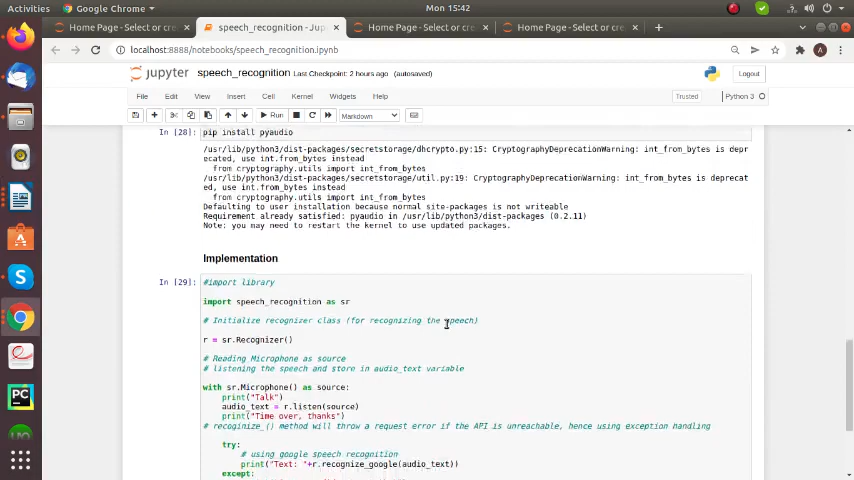 Activities
Google Chrome
Mon 15:42
Home Page - Select or cre
speech_recognition - Jup
Home Page - Select or cre
Home Page - Select or cre
localhost:8888/notebooks/speech_recognition.ipynb
A
jupyter
speech_recognition Last Checkpoint: 2 hours ago (autosaved)
Logout
File Edit View Insert Cell Kernel Widgets Help
Trusted
Python 3
Run
Markdown
In [28]: pip install pyaudio
/usr/lib/python3/dist-packages/secretstorage/dhcrypto.py:15: CryptographyDeprecationWarning: int_from_bytes is depr
ecated, use int.from_bytes instead
from cryptography.utils import int_from_bytes
/usr/lib/python3/dist-packages/secretstorage/util.py:19: CryptographyDeprecationWarning: int_from_bytes is deprecat
ed, use int.from_bytes instead
from cryptography.utils import int_from_bytes
Defaulting to user installation because normal site-packages is not writeable
Requirement already satisfied: pyaudio in /usr/lib/python3/dist-packages (0.2.11)
Note: you may need to restart the kernel to use updated packages.
Implementation
In [29]: #import library
import speech_recognition as sr
# Initialize recognizer class (for recognizing the speech)
r = sr.Recognizer()
# Reading Microphone as source
# listening the speech and store in audio_text variable
with sr.Microphone() as source:
print("Talk")
audio_text = r.listen(source)
print("Time over, thanks")
# recoginize_() method will throw a request error if the API is unreachable, hence using exception handling
try:
# using google speech recognition
print("Text: "+r.recognize_google(audio_text))
except: